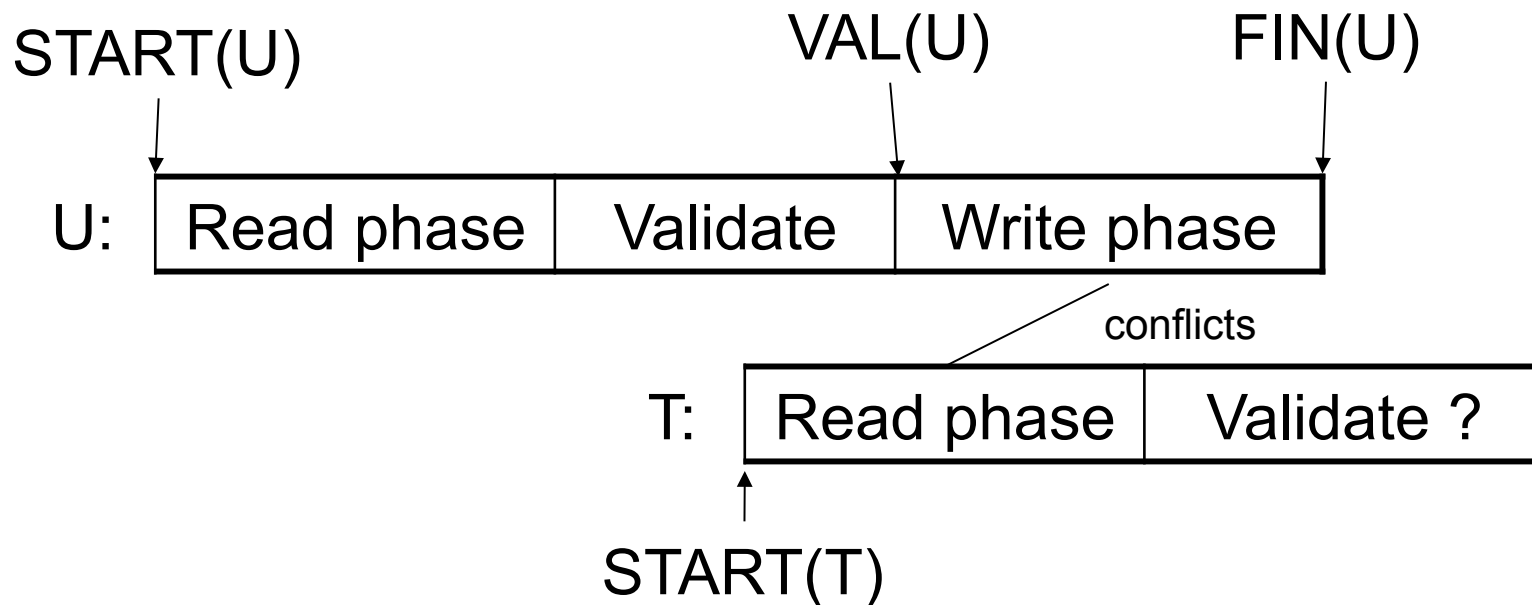 START(U) VAL(U) FIN(U)
U: Read phase Validate Write phase
conflicts
T: Read phase Validate ?
START(T)